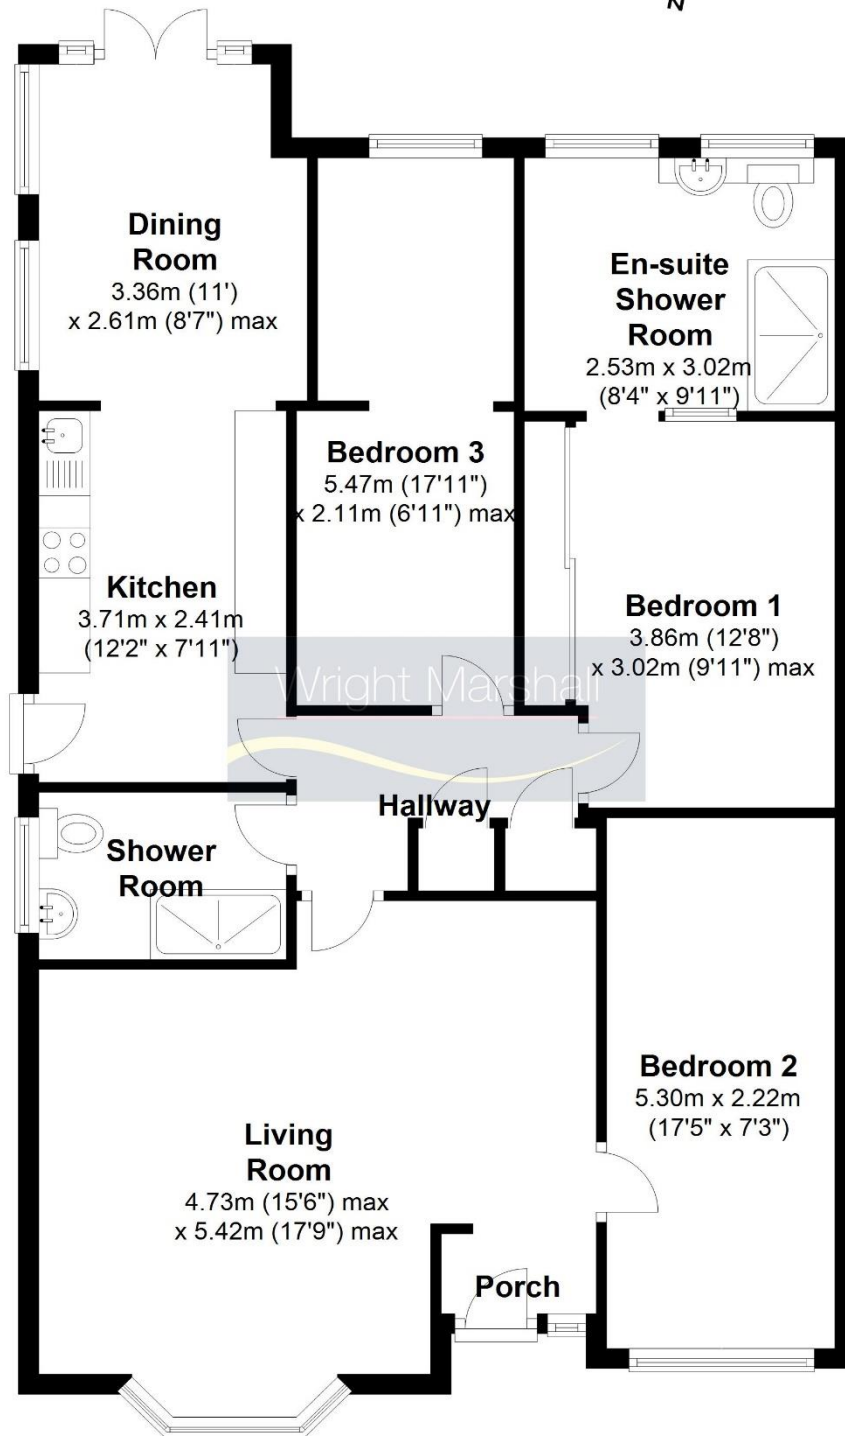 N
Dining
Room
3.36m (11')
x 2.61m (8'7") max
En-suite
Shower
Room
2.53m x 3.02m
(8'4" x 9'11")
Bedroom 3
5.47m (17'11")
x 2.11m (6'11") max
Kitchen
3.71m x 2.41m
(12'2" x 7'11")
Bedroom 1
3.86m (12'8")
x 3.02m (9'11") max
Wright Marshall
Hallway
Shower
Room
Bedroom 2
5.30m x 2.22m
(17'5" x 7'3")
Living
Room
4.73m (15'6") max
x 5.42m (17'9") max
Porch